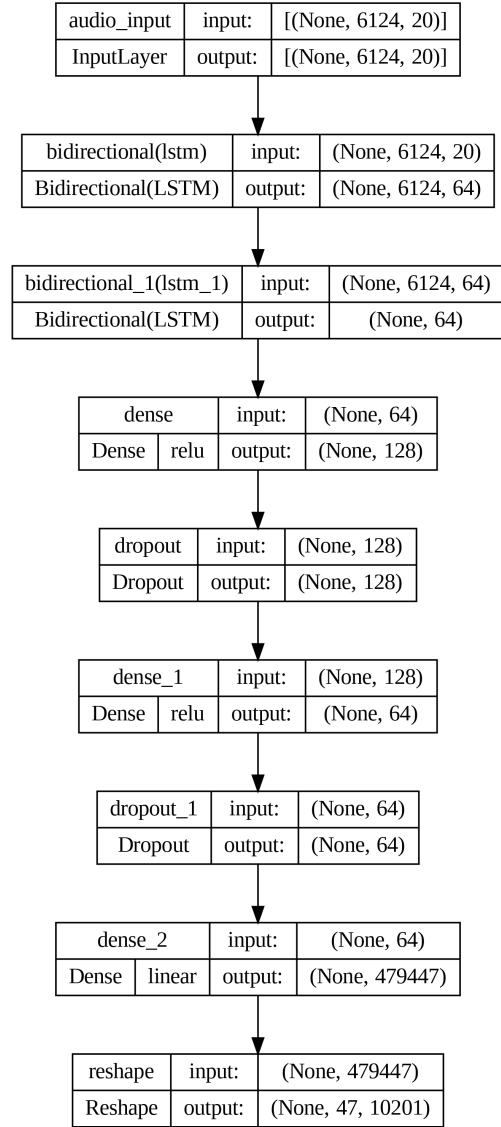 audio_input input: [(None, 6124, 20)]
InputLayer output: [(None, 6124, 20)]
bidirectional(lstm) input: (None, 6124, 20)
Bidirectional(LSTM) output: (None, 6124, 64)
bidirectional_1(lstm_1) input: (None, 6124, 64)
Bidirectional(LSTM) output: (None, 64)
dense input: (None, 64)
Dense relu output: (None, 128)
dropout input: (None, 128)
Dropout output: (None, 128)
dense_1 input: (None, 128)
Dense relu output: (None, 64)
dropout_1 input: (None, 64)
Dropout output: (None, 64)
dense_2 input: (None, 64)
Dense linear output: (None, 479447)
reshape input: (None, 479447)
Reshape output: (None, 47, 10201)